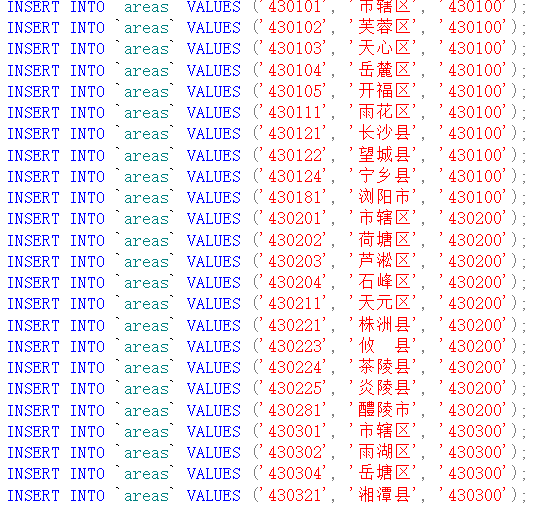 INSERT INTO `areas` VALUES ('430101', '市辖区', '430100');
INSERT INTO `areas` VALUES ('430102', '芙蓉区', '430100');
INSERT INTO `areas` VALUES ('430103', '天心区', '430100');
INSERT INTO `areas` VALUES ('430104', '岳麓区', '430100');
INSERT INTO `areas` VALUES ('430105', '开福区', '430100');
INSERT INTO `areas` VALUES ('430111', '雨花区', '430100');
INSERT INTO `areas` VALUES ('430121', '长沙县', '430100');
INSERT INTO `areas` VALUES ('430122', '望城县', '430100');
INSERT INTO `areas` VALUES ('430124', '宁乡县', '430100');
INSERT INTO `areas` VALUES ('430181', '浏阳市', '430100');
INSERT INTO `areas` VALUES ('430201', '市辖区', '430200');
INSERT INTO `areas` VALUES ('430202', '荷塘区', '430200');
INSERT INTO `areas` VALUES ('430203', '芦淞区', '430200');
INSERT INTO `areas` VALUES ('430204', '石峰区', '430200');
INSERT INTO `areas` VALUES ('430211', '天元区', '430200');
INSERT INTO `areas` VALUES ('430221', '株洲县', '430200');
INSERT INTO `areas` VALUES ('430223', '攸　县', '430200');
INSERT INTO `areas` VALUES ('430224', '茶陵县', '430200');
INSERT INTO `areas` VALUES ('430225', '炎陵县', '430200');
INSERT INTO `areas` VALUES ('430281', '醴陵市', '430200');
INSERT INTO `areas` VALUES ('430301', '市辖区', '430300');
INSERT INTO `areas` VALUES ('430302', '雨湖区', '430300');
INSERT INTO `areas` VALUES ('430304', '岳塘区', '430300');
INSERT INTO `areas` VALUES ('430321', '湘潭县', '430300');